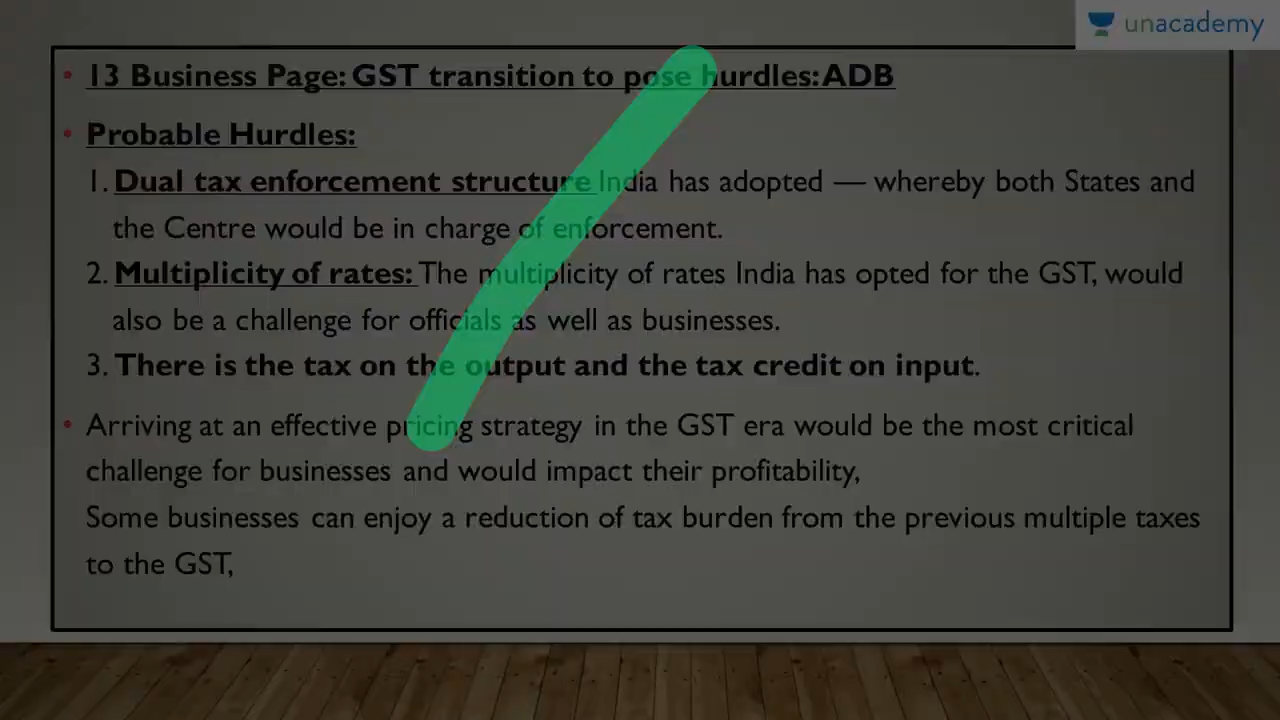 unacademy
• 13 Business Page: GST transition to pose hurdles: ADB
• Probable Hurdles:
1. Dual tax enforcement structure India has adopted — whereby both States and
the Centre would be in charge of enforcement.
2. Multiplicity of rates: The multiplicity of rates India has opted for the GST, would
also be a challenge for officials as well as businesses.
3. There is the tax on the output and the tax credit on input.
• Arriving at an effective pricing strategy in the GST era would be the most critical
challenge for businesses and would impact their profitability,
Some businesses can enjoy a reduction of tax burden from the previous multiple taxes
to the GST,